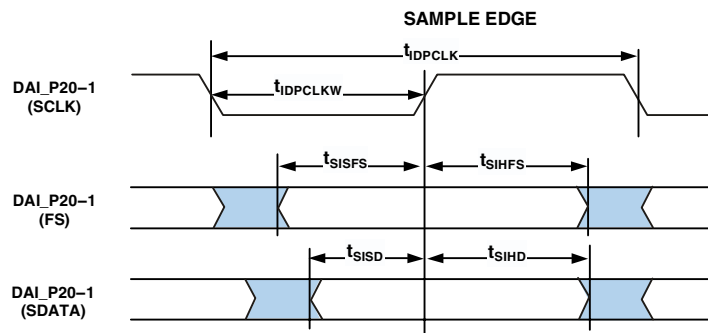 SAMPLE EDGE
tIDPCLK
DAI_P20–1
(SCLK)
tIDPCLKW
tSISFS
tSIHFS
DAI_P20–1
(FS)
tSISD
tSIHD
DAI_P20–1
(SDATA)